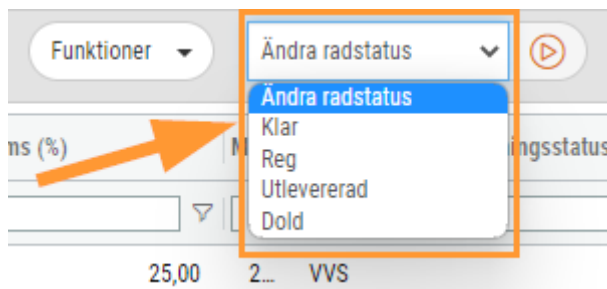 Funktioner
Ändra radstatus
Ändra radstatus
Klar
ms (%)
ingsstatus
Reg
Utlevererad
Dold
25,00 2... VVS